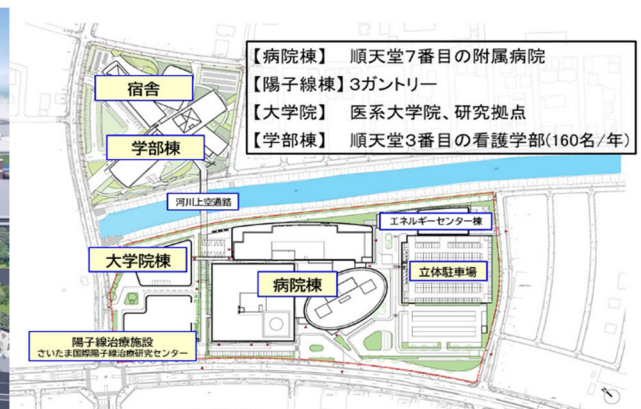 【病院棟】 順天堂7番目の附属病院
【陽子線棟】3ガントリー
【大学院】 医系大学院、研究拠点
【学部棟】 順天堂3番目の看護学部(160名/年)
宿舎
学部棟
河川上空通路
エネルギーセンター棟
大学院棟
病院棟
立体駐車場
陽子線治療施設
さいたま国際陽子線治療研究センター